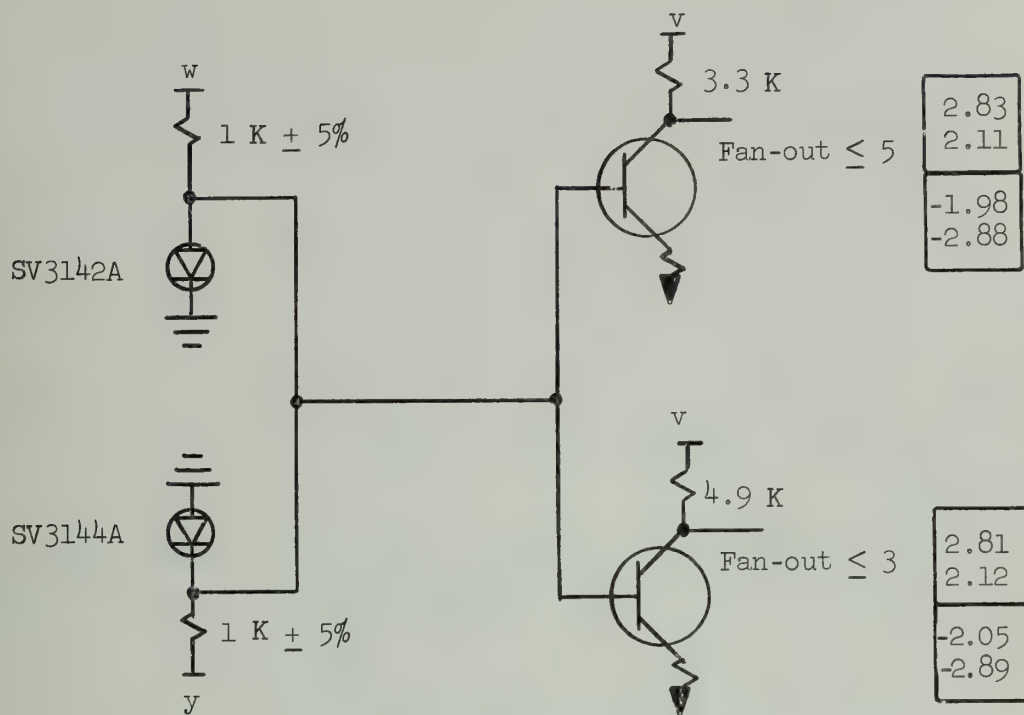 v
3.3 K
Fan-out ≤ 5
2.83
2.11
-1.98
-2.88
w
1 K ± 5%
SV3142A
SV3144A
1 K ± 5%
y
v
4.9 K
Fan-out ≤ 3
2.81
2.12
-2.05
-2.89